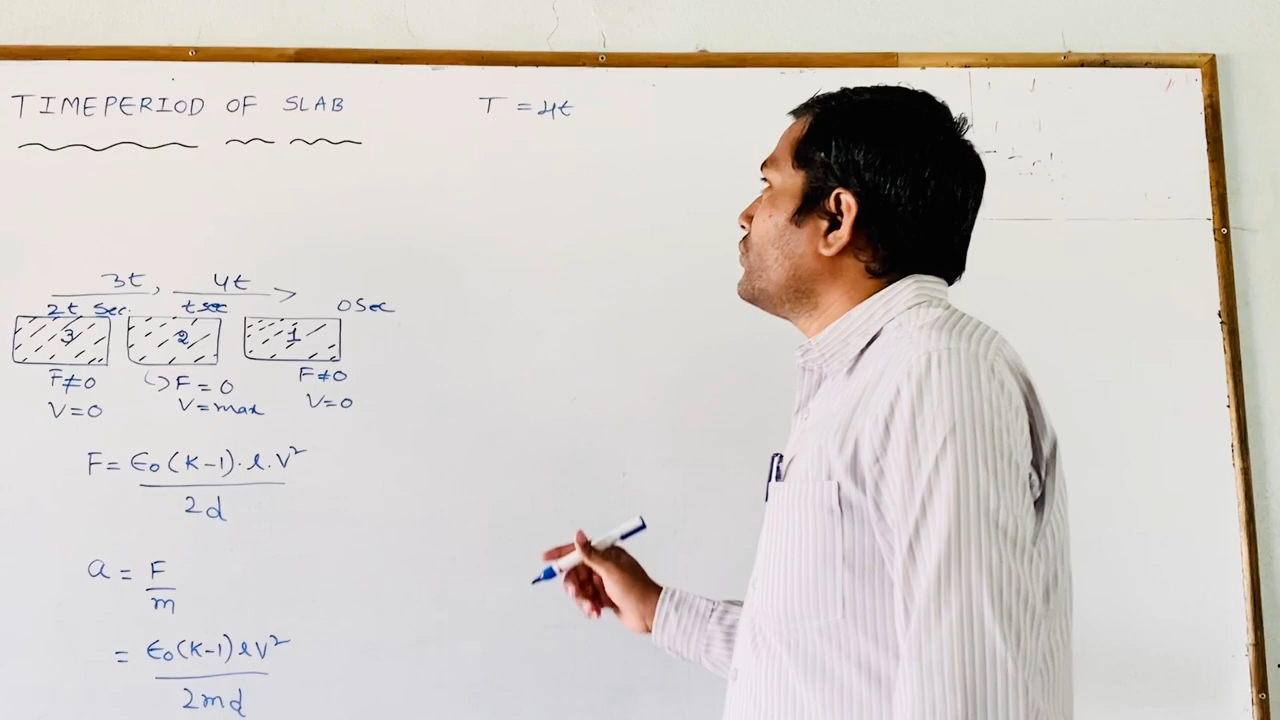 TIMEPERIOD OF SLAB
T = 4t
3t, 4t
2t Sec. tsec 0 Sec
3 2 1
F≠0 F = 0 F≠0
V=0 V=max V=0
F = ϵ₀(K-1)·l·V²
2d
a = F
m
= ϵ₀(K-1)lV²
2md